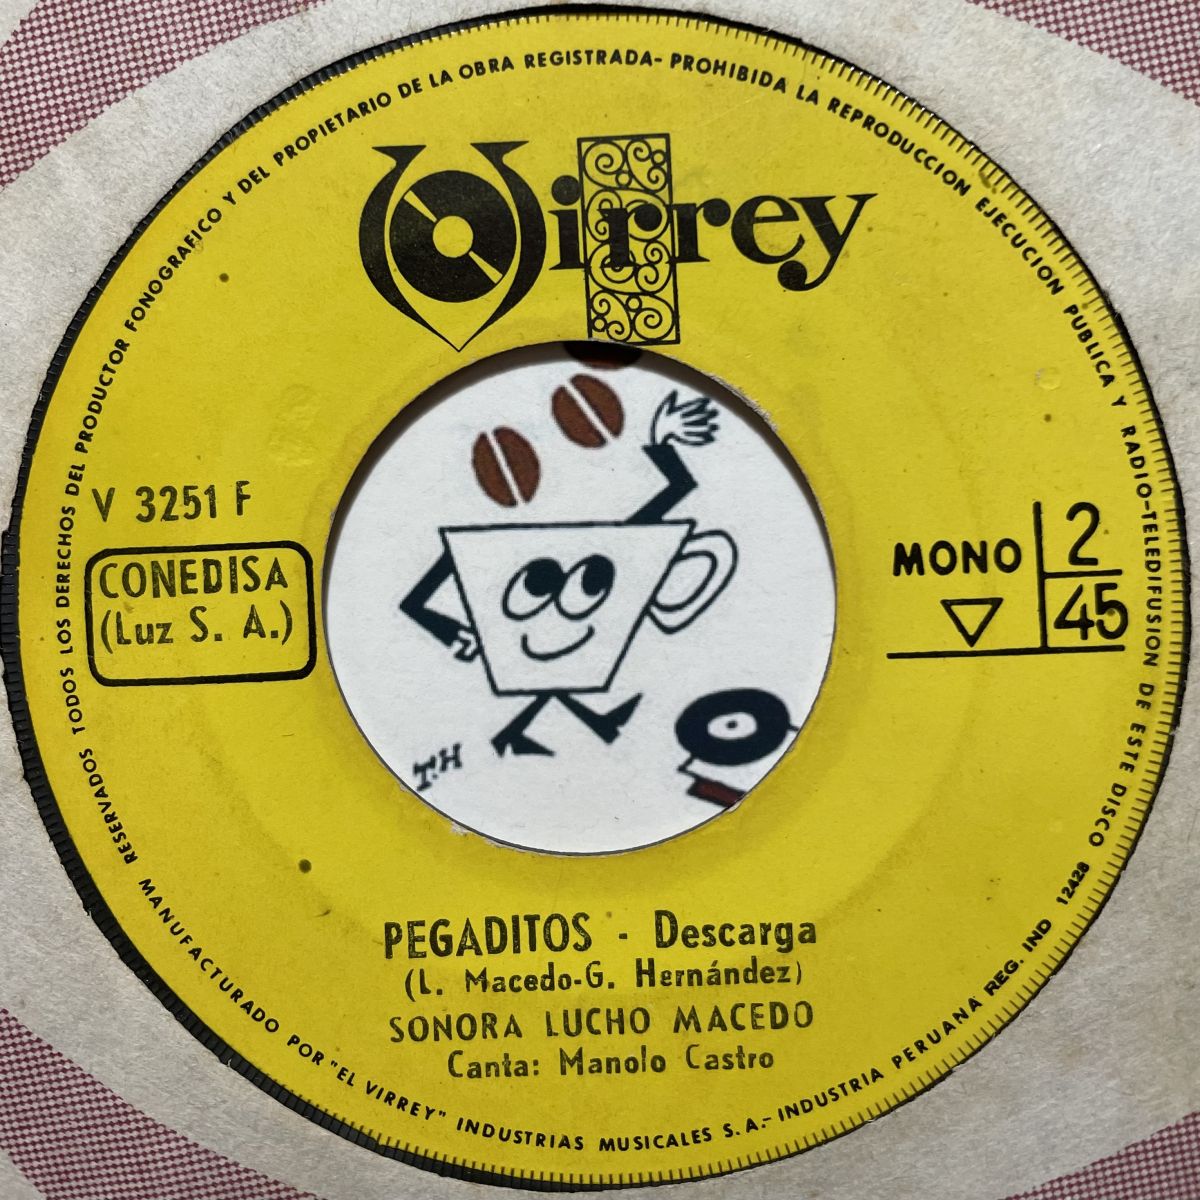 TODOS LOS DERECHOS DEL PRODUCTOR FONOGRAFICO Y DEL PROPIETARIO DE LA OBRA REGISTRADA- PROHIBIDA LA REPRODUCCION EJECUCION PUBLICA Y RADIO-TELEDIFUSION DE ESTE DISCO
RESERVADOS
Virrey
V 3251 F
CONEDISA
(Luz S. A.)
MONO
2
45
T.H
PEGADITOS - Descarga
(L. Macedo-G. Hernández)
SONORA LUCHO MACEDO
Canta: Manolo Castro
MANUFACTURADO POR "EL VIRREY" INDUSTRIAS MUSICALES S.A.- INDUSTRIA PERUANA REG. IND 12428